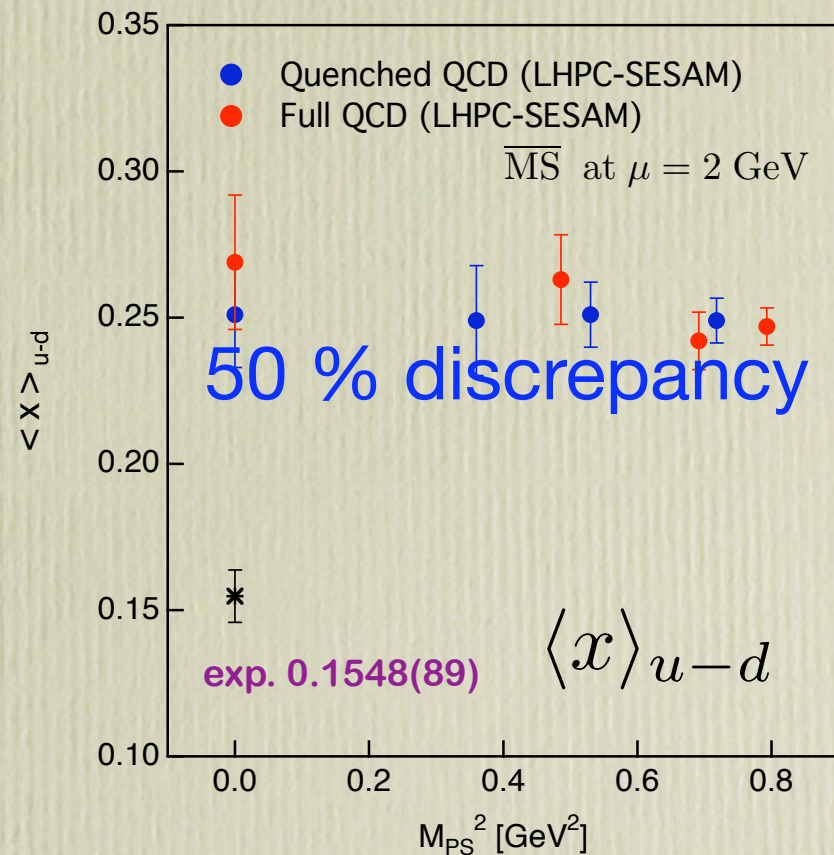 0.35
Quenched QCD (LHPC-SESAM)
Full QCD (LHPC-SESAM)
MS̅ at μ = 2 GeV
0.30
0.25
50 % discrepancy
< x >u-d
0.20
0.15
⟨x⟩u−d
exp. 0.1548(89)
0.10
0.0 0.2 0.4 0.6 0.8
MPS² [GeV²]